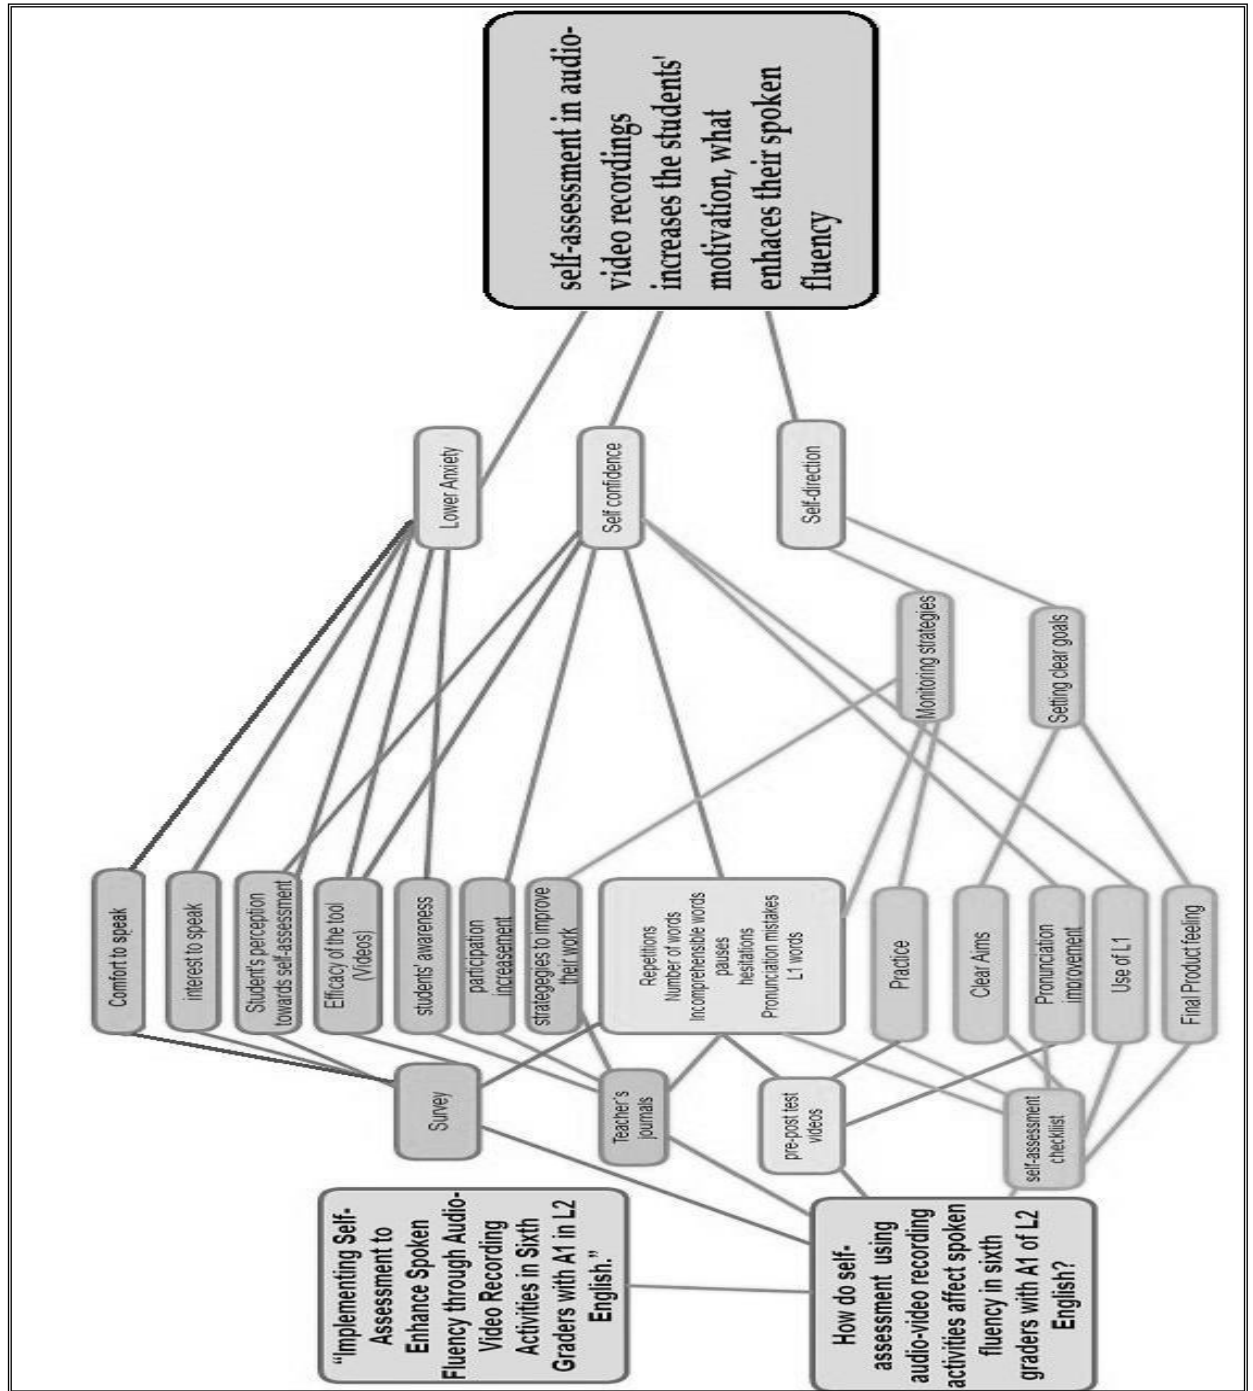 “Implementing Self-
Assessment to
Enhance Spoken
Fluency through Audio-
Video Recording
Activities in Sixth
Graders with A1 in L2
English.”
How do self-
assessment using
audio-video recording
activities affect spoken
fluency in sixth
graders with A1 of L2
English?
Survey
Teacher´s
journals
pre-post test
videos
self-assessment
checklist
Comfort to speak
interest to speak
Student's perception
towards self-assessment
Efficacy of the tool
(Videos)
students' awareness
participation
increasement
strategegies to improve
their work
Repetitions
Number of words
Incomprehensible words
pauses
hesitations
Pronunciation mistakes
L1 words
Practice
Clear Aims
Pronunciation
improvement
Use of L1
Final Product feeling
Monitoring strategies
Setting clear goals
Lower Anxiety
Self confidence
Self-direction
self-assessment in audio-
video recordings
increases the students'
motivation, what
enhaces their spoken
fluency